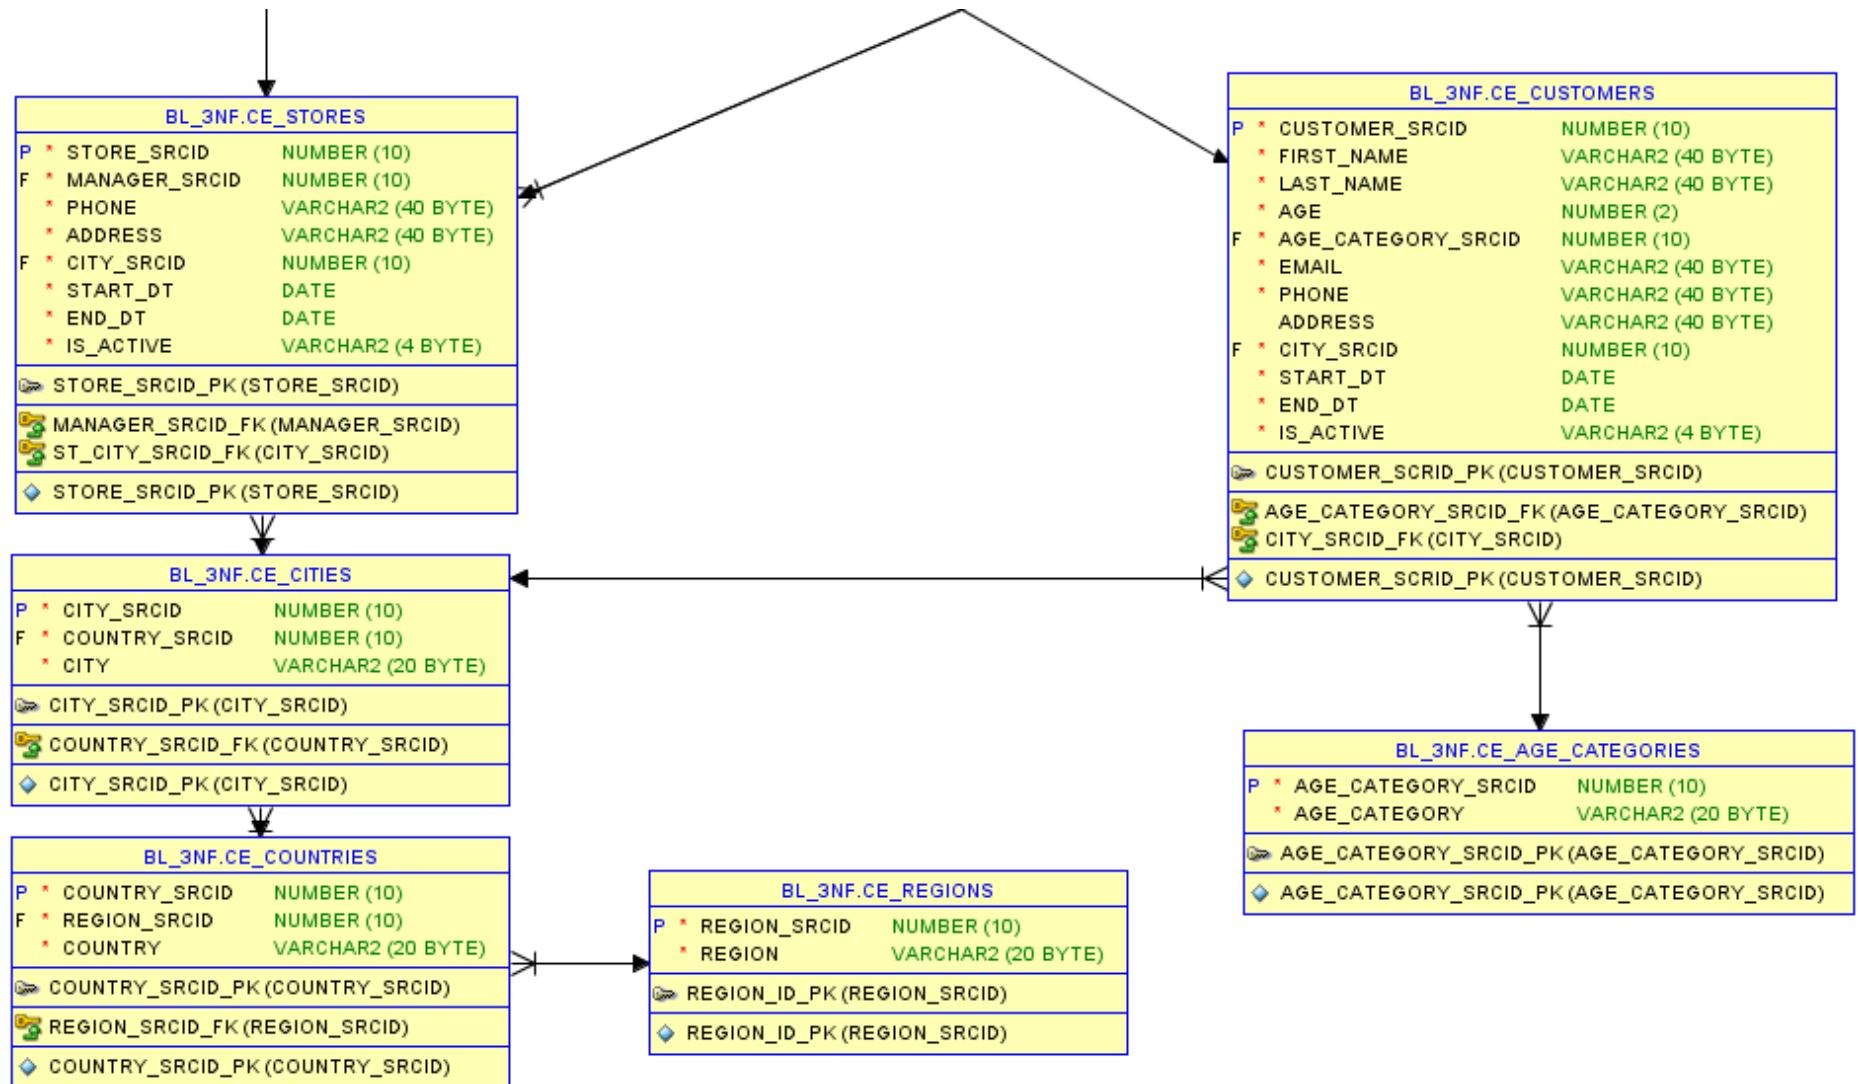 BL_3NF.CE_STORES
P * STORE_SRCID NUMBER (10)
F * MANAGER_SRCID NUMBER (10)
* PHONE VARCHAR2 (40 BYTE)
* ADDRESS VARCHAR2 (40 BYTE)
F * CITY_SRCID NUMBER (10)
* START_DT DATE
* END_DT DATE
* IS_ACTIVE VARCHAR2 (4 BYTE)
STORE_SRCID_PK (STORE_SRCID)
MANAGER_SRCID_FK (MANAGER_SRCID)
ST_CITY_SRCID_FK (CITY_SRCID)
STORE_SRCID_PK (STORE_SRCID)
BL_3NF.CE_CUSTOMERS
P * CUSTOMER_SRCID NUMBER (10)
* FIRST_NAME VARCHAR2 (40 BYTE)
* LAST_NAME VARCHAR2 (40 BYTE)
* AGE NUMBER (2)
F * AGE_CATEGORY_SRCID NUMBER (10)
* EMAIL VARCHAR2 (40 BYTE)
* PHONE VARCHAR2 (40 BYTE)
ADDRESS VARCHAR2 (40 BYTE)
F * CITY_SRCID NUMBER (10)
* START_DT DATE
* END_DT DATE
* IS_ACTIVE VARCHAR2 (4 BYTE)
CUSTOMER_SCRID_PK (CUSTOMER_SRCID)
AGE_CATEGORY_SRCID_FK (AGE_CATEGORY_SRCID)
CITY_SRCID_FK (CITY_SRCID)
CUSTOMER_SCRID_PK (CUSTOMER_SRCID)
BL_3NF.CE_CITIES
P * CITY_SRCID NUMBER (10)
F * COUNTRY_SRCID NUMBER (10)
* CITY VARCHAR2 (20 BYTE)
CITY_SRCID_PK (CITY_SRCID)
COUNTRY_SRCID_FK (COUNTRY_SRCID)
CITY_SRCID_PK (CITY_SRCID)
BL_3NF.CE_AGE_CATEGORIES
P * AGE_CATEGORY_SRCID NUMBER (10)
* AGE_CATEGORY VARCHAR2 (20 BYTE)
AGE_CATEGORY_SRCID_PK (AGE_CATEGORY_SRCID)
AGE_CATEGORY_SRCID_PK (AGE_CATEGORY_SRCID)
BL_3NF.CE_COUNTRIES
P * COUNTRY_SRCID NUMBER (10)
F * REGION_SRCID NUMBER (10)
* COUNTRY VARCHAR2 (20 BYTE)
COUNTRY_SRCID_PK (COUNTRY_SRCID)
REGION_SRCID_FK (REGION_SRCID)
COUNTRY_SRCID_PK (COUNTRY_SRCID)
BL_3NF.CE_REGIONS
P * REGION_SRCID NUMBER (10)
* REGION VARCHAR2 (20 BYTE)
REGION_ID_PK (REGION_SRCID)
REGION_ID_PK (REGION_SRCID)